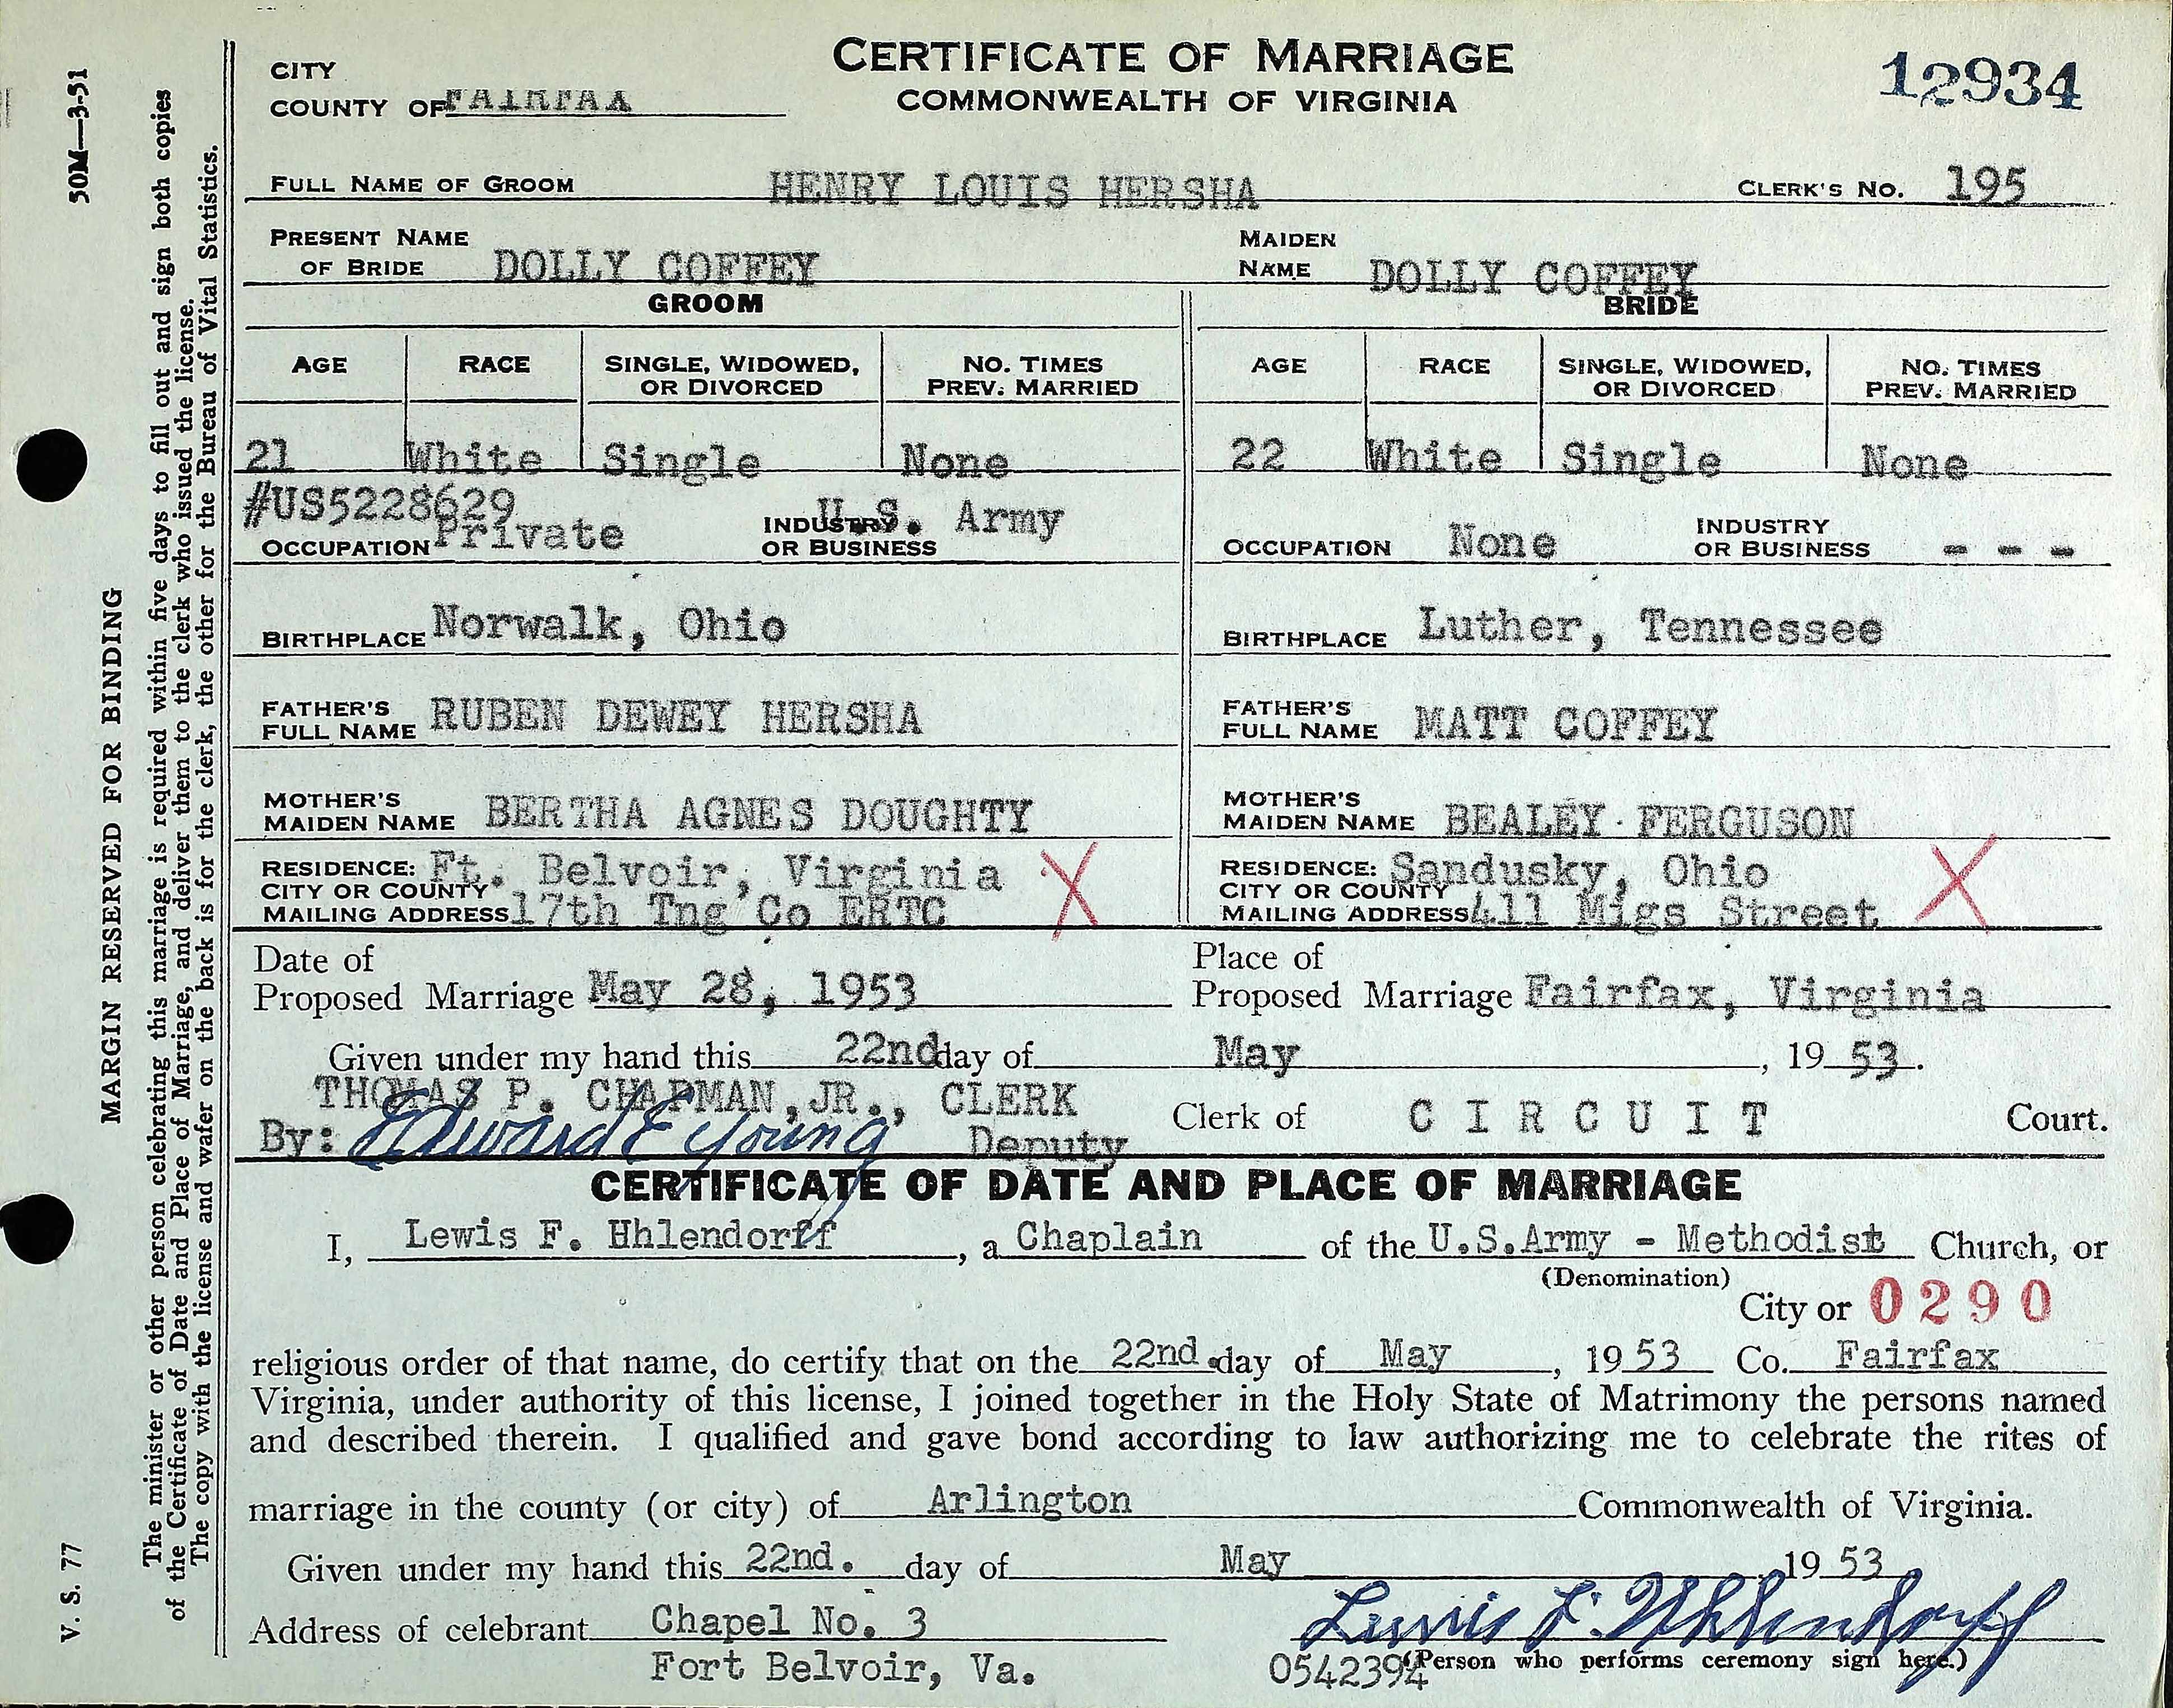 CERTIFICATE OF MARRIAGE
COMMONWEALTH OF VIRGINIA
12934
CITY
COUNTY OF FAIRFAX
FULL NAME OF GROOM HENRY LOUIS HERSHA CLERK'S NO. 195
PRESENT NAME
OF BRIDE DOLLY COFFEY
MAIDEN
NAME DOLLY COFFEY
GROOM
AGE RACE SINGLE, WIDOWED, OR DIVORCED NO. TIMES PREV. MARRIED
21 White Single None
#US5228629
OCCUPATION Private INDUSTRY OR BUSINESS U.S. Army
BIRTHPLACE Norwalk, Ohio
FATHER'S
FULL NAME RUBEN DEWEY HERSHA
MOTHER'S
MAIDEN NAME BERTHA AGNES DOUGHTY
RESIDENCE: Ft. Belvoir, Virginia X
CITY OR COUNTY
MAILING ADDRESS 17th Tng Co ERTC
BRIDE
AGE RACE SINGLE, WIDOWED, OR DIVORCED NO. TIMES PREV. MARRIED
22 White Single None
OCCUPATION None INDUSTRY OR BUSINESS - - -
BIRTHPLACE Luther, Tennessee
FATHER'S
FULL NAME MATT COFFEY
MOTHER'S
MAIDEN NAME BEALEY FERGUSON
RESIDENCE: Sandusky, Ohio X
CITY OR COUNTY
MAILING ADDRESS 411 Migs Street
Date of
Proposed Marriage May 28, 1953
Place of
Proposed Marriage Fairfax, Virginia
Given under my hand this 22nd day of May, 19 53.
THOMAS P. CHAPMAN, JR., CLERK
Clerk of CIRCUIT Court.
By: Edward E Young Deputy
CERTIFICATE OF DATE AND PLACE OF MARRIAGE
I, Lewis F. Hhlendorff, a Chaplain of the U.S.Army - Methodist Church, or
(Denomination)
City or 0290
religious order of that name, do certify that on the 22nd. day of May, 19 53 Co. Fairfax
Virginia, under authority of this license, I joined together in the Holy State of Matrimony the persons named
and described therein. I qualified and gave bond according to law authorizing me to celebrate the rites of
marriage in the county (or city) of Arlington Commonwealth of Virginia.
Given under my hand this 22nd. day of May 19 53
Address of celebrant Chapel No. 3
Lewis F. Uhlendorff
Fort Belvoir, Va.
0542394 (Person who performs ceremony sign here.)
50M—3-51
MARGIN RESERVED FOR BINDING
V. S. 77
The minister or other person celebrating this marriage is required within five days to fill out and sign both copies
of the Certificate of Date and Place of Marriage, and deliver them to the clerk who issued the license.
The copy with the license and wafer on the back is for the clerk, the other for the Bureau of Vital Statistics.